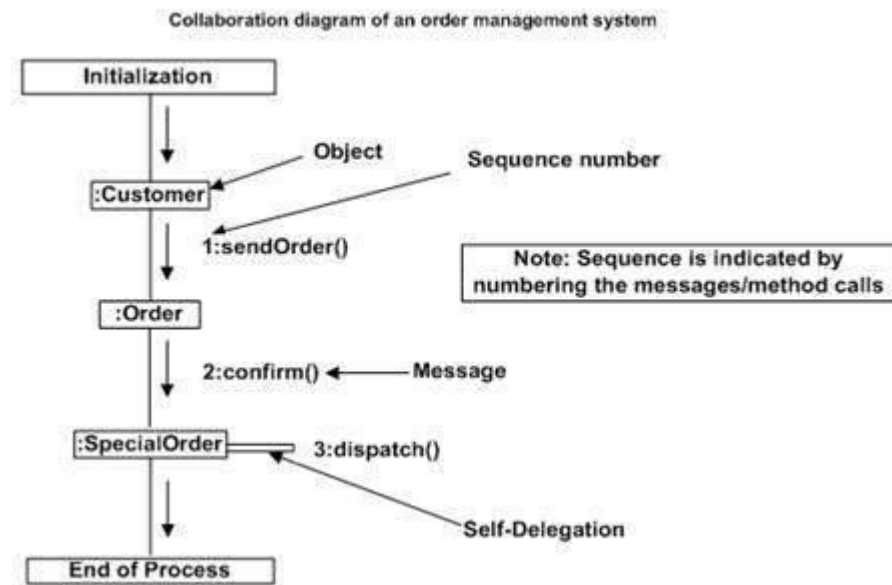 Collaboration diagram of an order management system
Initialization
Object
Sequence number
:Customer
1:sendOrder()
Note: Sequence is indicated by
numbering the messages/method calls
:Order
2:confirm()
Message
:SpecialOrder
3:dispatch()
Self-Delegation
End of Process